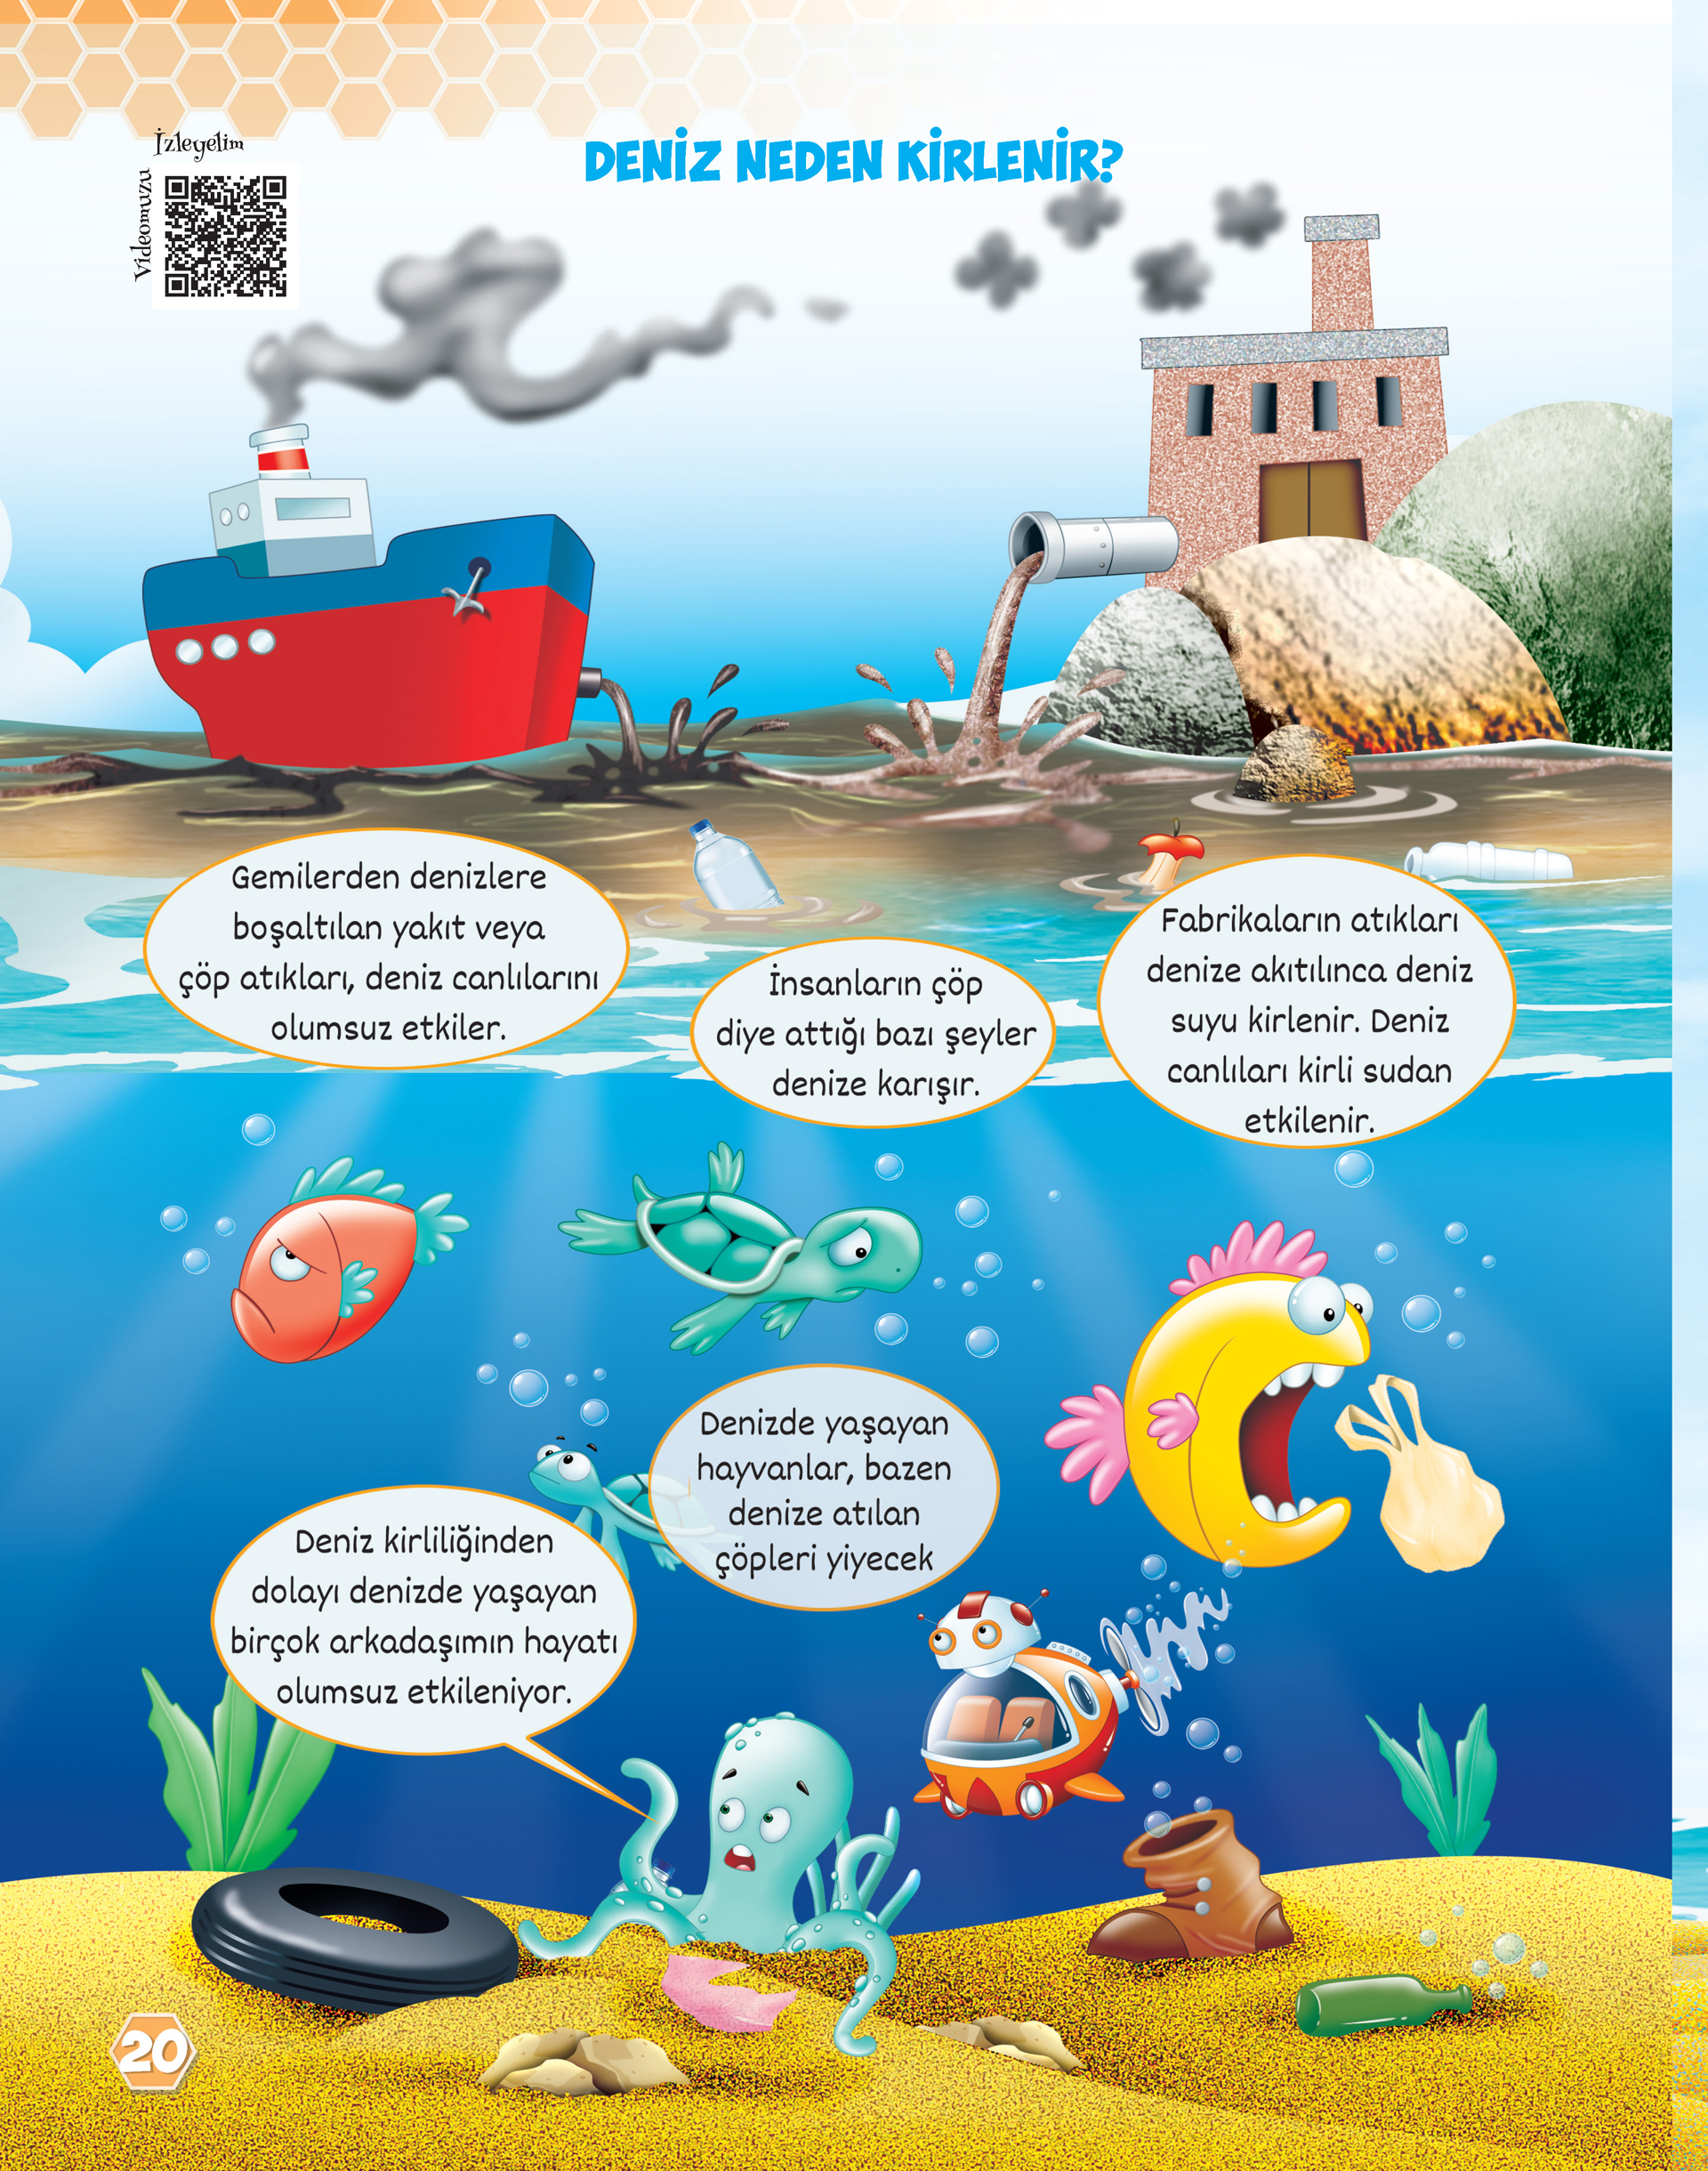 İzleyelim
Videomuzu
DENİZ NEDEN KİRLENİR?
Gemilerden denizlere
boşaltılan yakıt veya
çöp atıkları, deniz canlılarını
olumsuz etkiler.
İnsanların çöp
diye attığı bazı şeyler
denize karışır.
Fabrikaların atıkları
denize akıtılınca deniz
suyu kirlenir. Deniz
canlıları kirli sudan
etkilenir.
Denizde yaşayan
hayvanlar, bazen
denize atılan
çöpleri yiyecek
Deniz kirliliğinden
dolayı denizde yaşayan
birçok arkadaşımın hayatı
olumsuz etkileniyor.
20